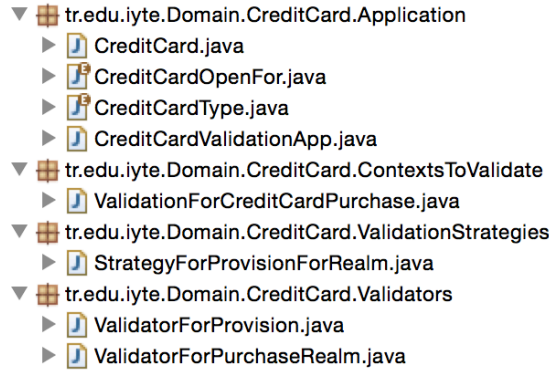 tr.edu.iyte.Domain.CreditCard.Application
CreditCard.java
CreditCardOpenFor.java
CreditCardType.java
CreditCardValidationApp.java
tr.edu.iyte.Domain.CreditCard.ContextsToValidate
ValidationForCreditCardPurchase.java
tr.edu.iyte.Domain.CreditCard.ValidationStrategies
StrategyForProvisionForRealm.java
tr.edu.iyte.Domain.CreditCard.Validators
ValidatorForProvision.java
ValidatorForPurchaseRealm.java